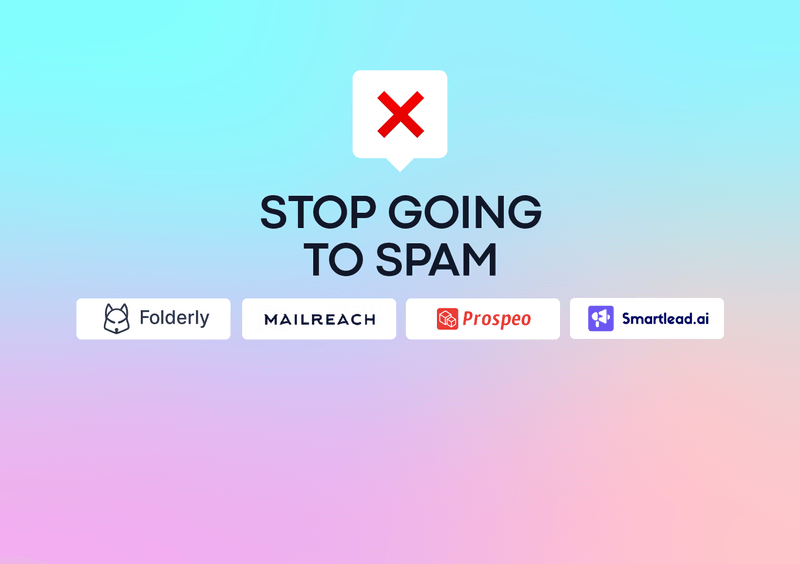 STOP GOING
TO SPAM
Folderly
MAILREACH
Prospeo
Smartlead.ai